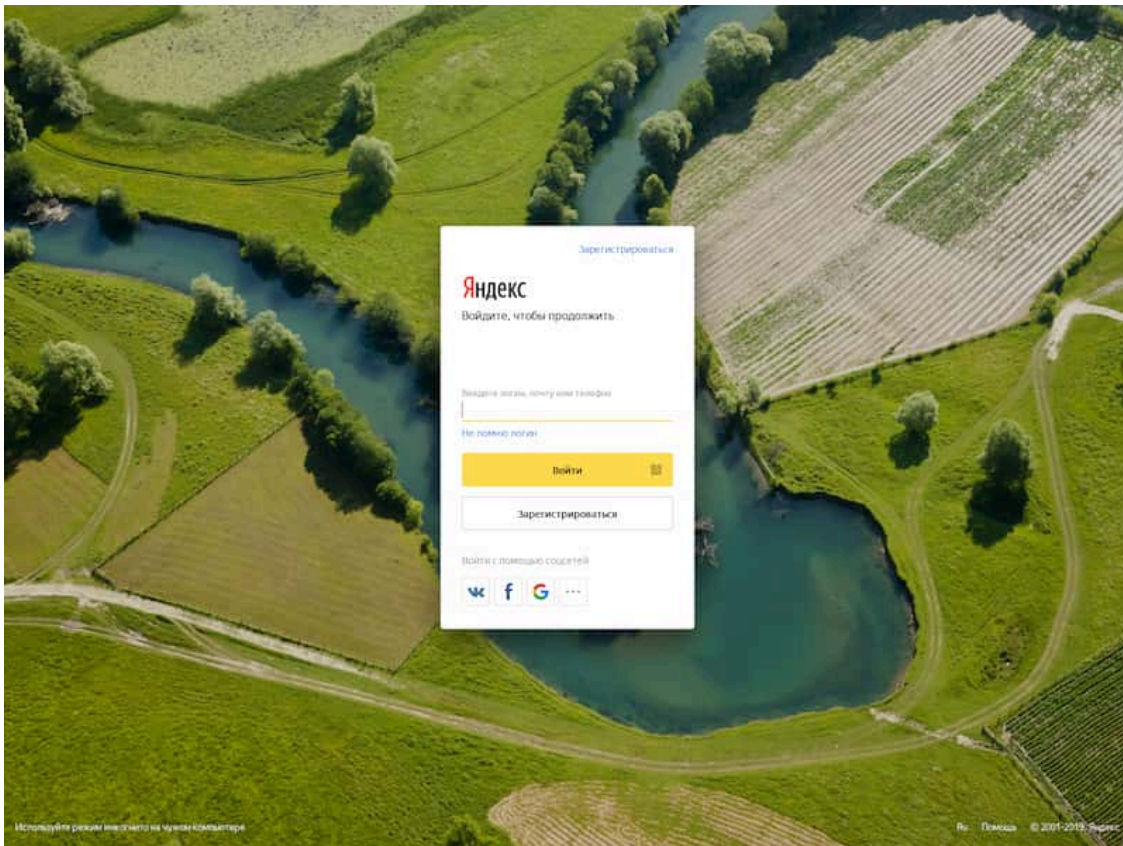 Зарегистрироваться
Яндекс
Войдите, чтобы продолжить
Введите логин, почту или телефон
Не помню логин
Войти
Зарегистрироваться
Войти с помощью соцсетей
Используйте режим инкогнито на чужом компьютере
Ru Помощь © 2001-2019, Яндекс